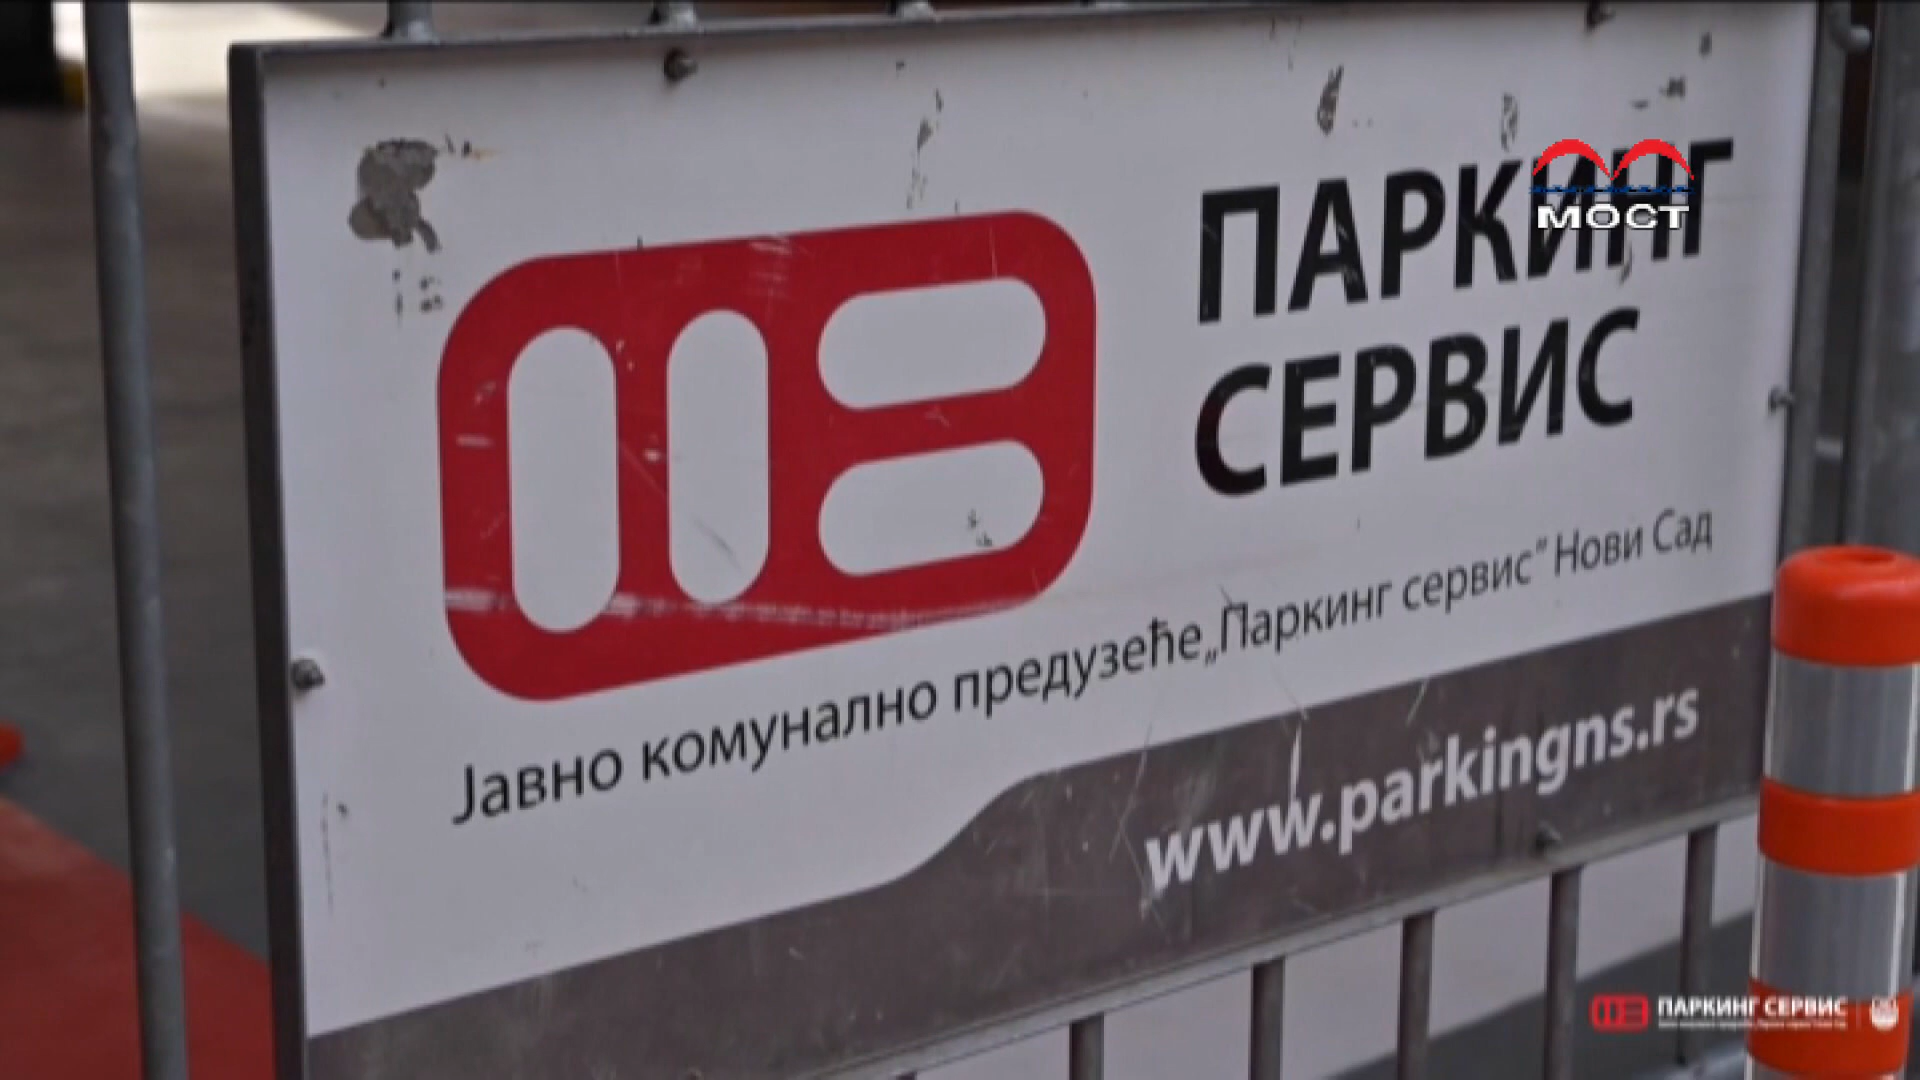 ПАРКИНГ
СЕРВИС
МОСТ
Јавно комунално предузеће „Паркинг сервис“ Нови Сад
www.parkingns.rs
ПАРКИНГ СЕРВИС